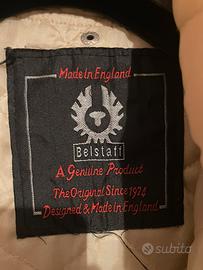 Made in England
Belstaff
A Genuine Product
The Original Since 1924
Designed & Made in England
subito